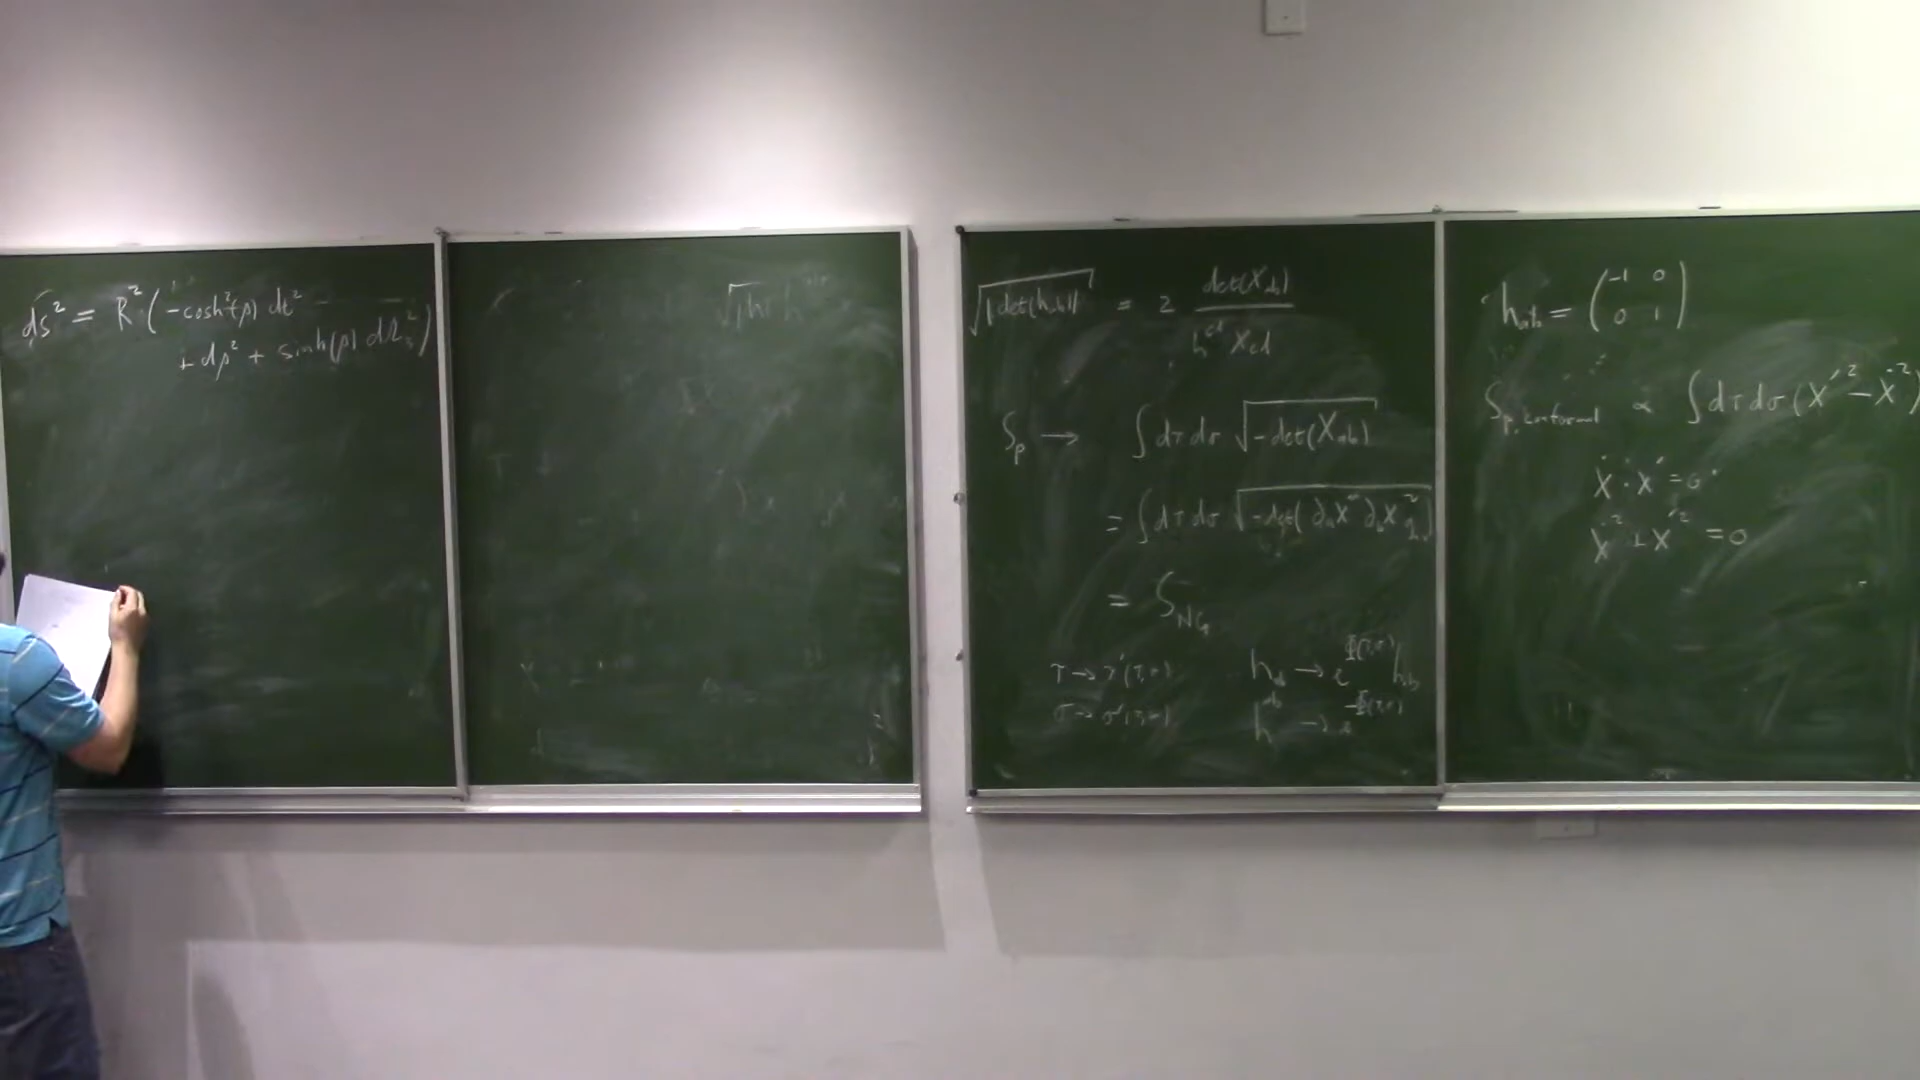 ds² = R² ( -cosh²(ρ) dt²
+ dρ² + sinh(ρ) dΩ₃² )
√|det(h_ab)| = 2 det(X_ab) / h^cd X_cd
S_p → ∫ dτ dσ √-det(X_ab)
= ∫ dτ dσ √-det( ∂_a X ∂_b X
= S_NG
τ → τ'(τ,σ)
σ → σ'(τ,σ)
h_ab → e^Φ(τ,σ) h_ab
h^ab → e^-Φ(τ,σ)
h_ab = ( -1 0
0 1 )
S_p, conformal ∝ ∫ dτ dσ ( X'² - Ẋ² )
Ẋ · X' = 0
Ẋ² + X'² = 0